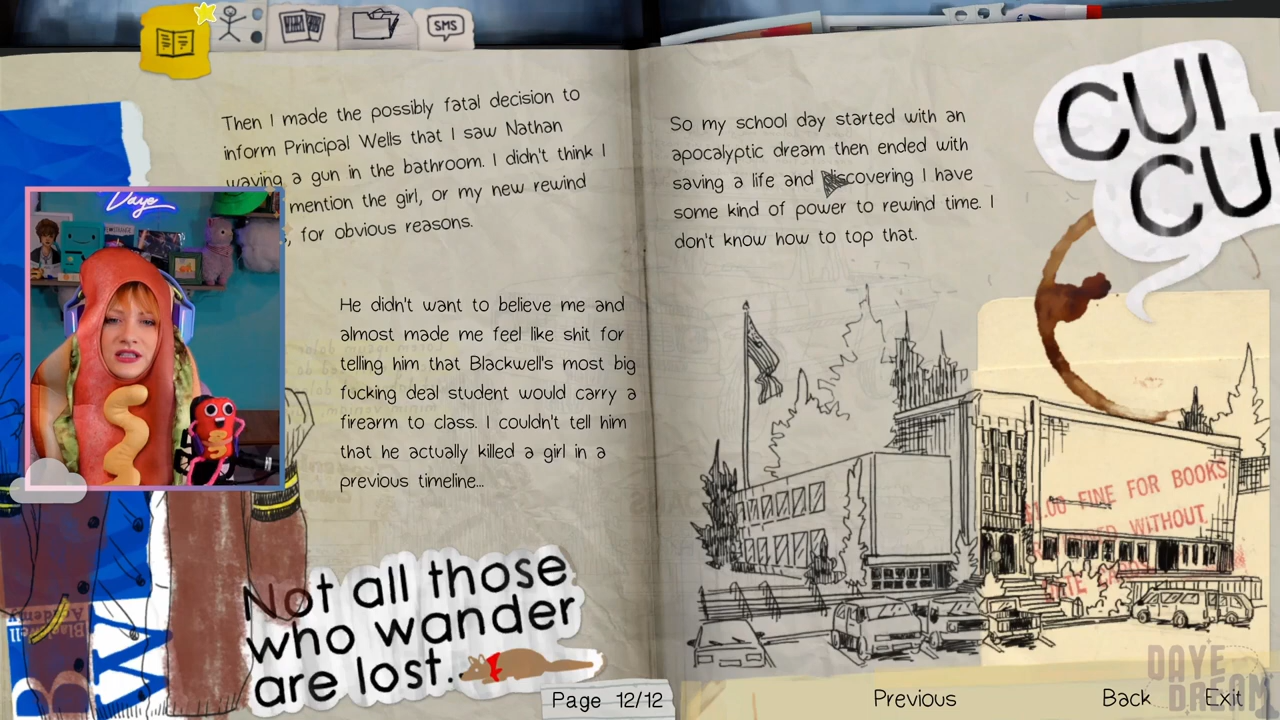 SMS
Then I made the possibly fatal decision to
inform Principal Wells that I saw Nathan
waving a gun in the bathroom. I didn't think I
mention the girl, or my new rewind
, for obvious reasons.
He didn't want to believe me and
almost made me feel like shit for
telling him that Blackwell's most big
fucking deal student would carry a
firearm to class. I couldn't tell him
that he actually killed a girl in a
previous timeline...
Not all those
who wander
are lost.
Daye
Blackwell
Academy
B
W
So my school day started with an
apocalyptic dream then ended with
saving a life and discovering I have
some kind of power to rewind time. I
don't know how to top that.
CUI
CU
$1.00 FINE FOR BOOKS
WITHOUT
Page 12/12
Previous
Back
Exit
DAYE
DREAM